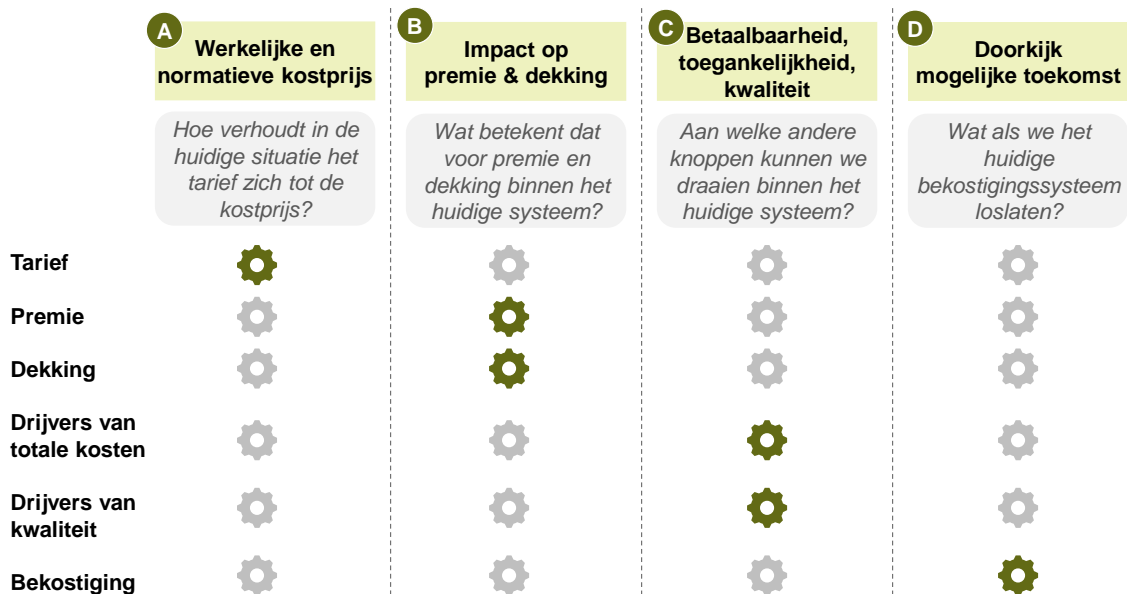 A
Werkelijke en
normatieve kostprijs
B
Impact op
premie & dekking
C
Betaalbaarheid,
toegankelijkheid,
kwaliteit
D
Doorkijk
mogelijke toekomst
Hoe verhoudt in de
huidige situatie het
tarief zich tot de
kostprijs?
Wat betekent dat
voor premie en
dekking binnen het
huidige systeem?
Aan welke andere
knoppen kunnen we
draaien binnen het
huidige systeem?
Wat als we het
huidige
bekostigingssysteem
loslaten?
Tarief
Premie
Dekking
Drijvers van
totale kosten
Drijvers van
kwaliteit
Bekostiging